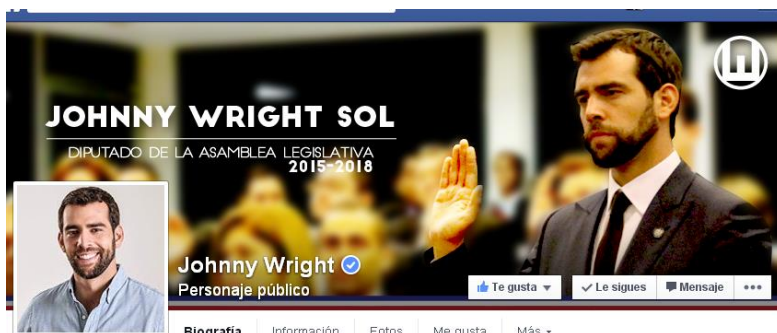 JOHNNY WRIGHT SOL
DIPUTADO DE LA ASAMBLEA LEGISLATIVA
2015-2018
Johnny Wright
Personaje público
Te gusta
Le sigues
Mensaje
Biografía Información Fotos Me gusta Más